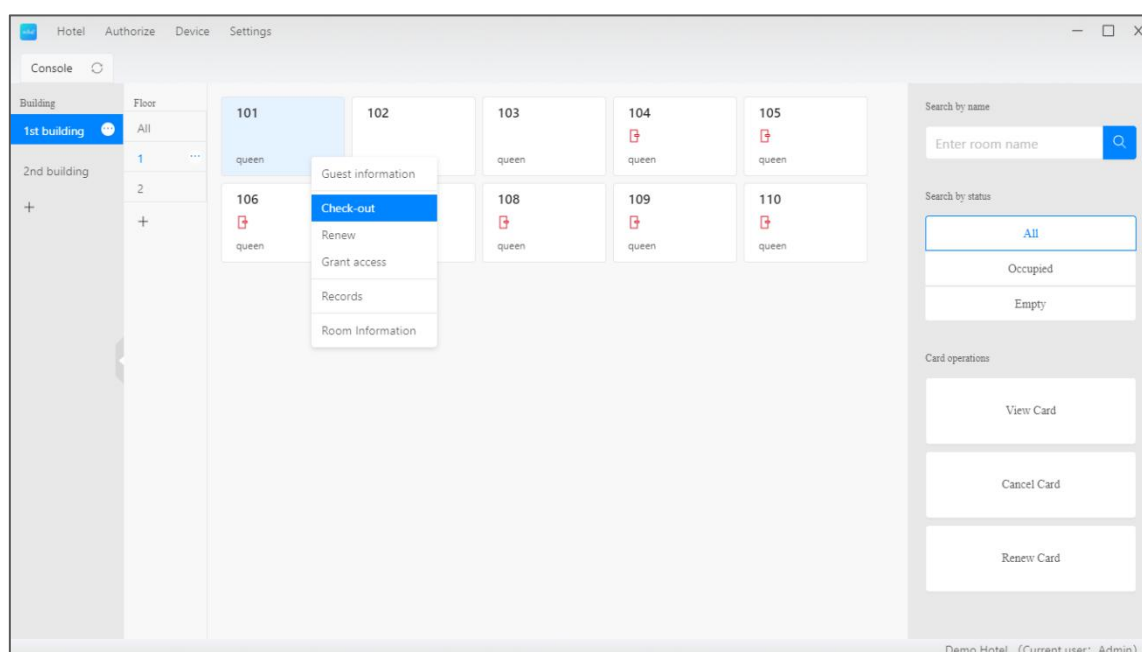 Hotel Authorize Device Settings
Console
Building
1st building
2nd building
+
Floor
All
1 ...
2
+
101
queen
102
103
queen
104
queen
105
queen
106
queen
108
queen
109
queen
110
queen
Guest information
Check-out
Renew
Grant access
Records
Room Information
Search by name
Enter room name
Search by status
All
Occupied
Empty
Card operations
View Card
Cancel Card
Renew Card
Demo Hotel (Current user: Admin)